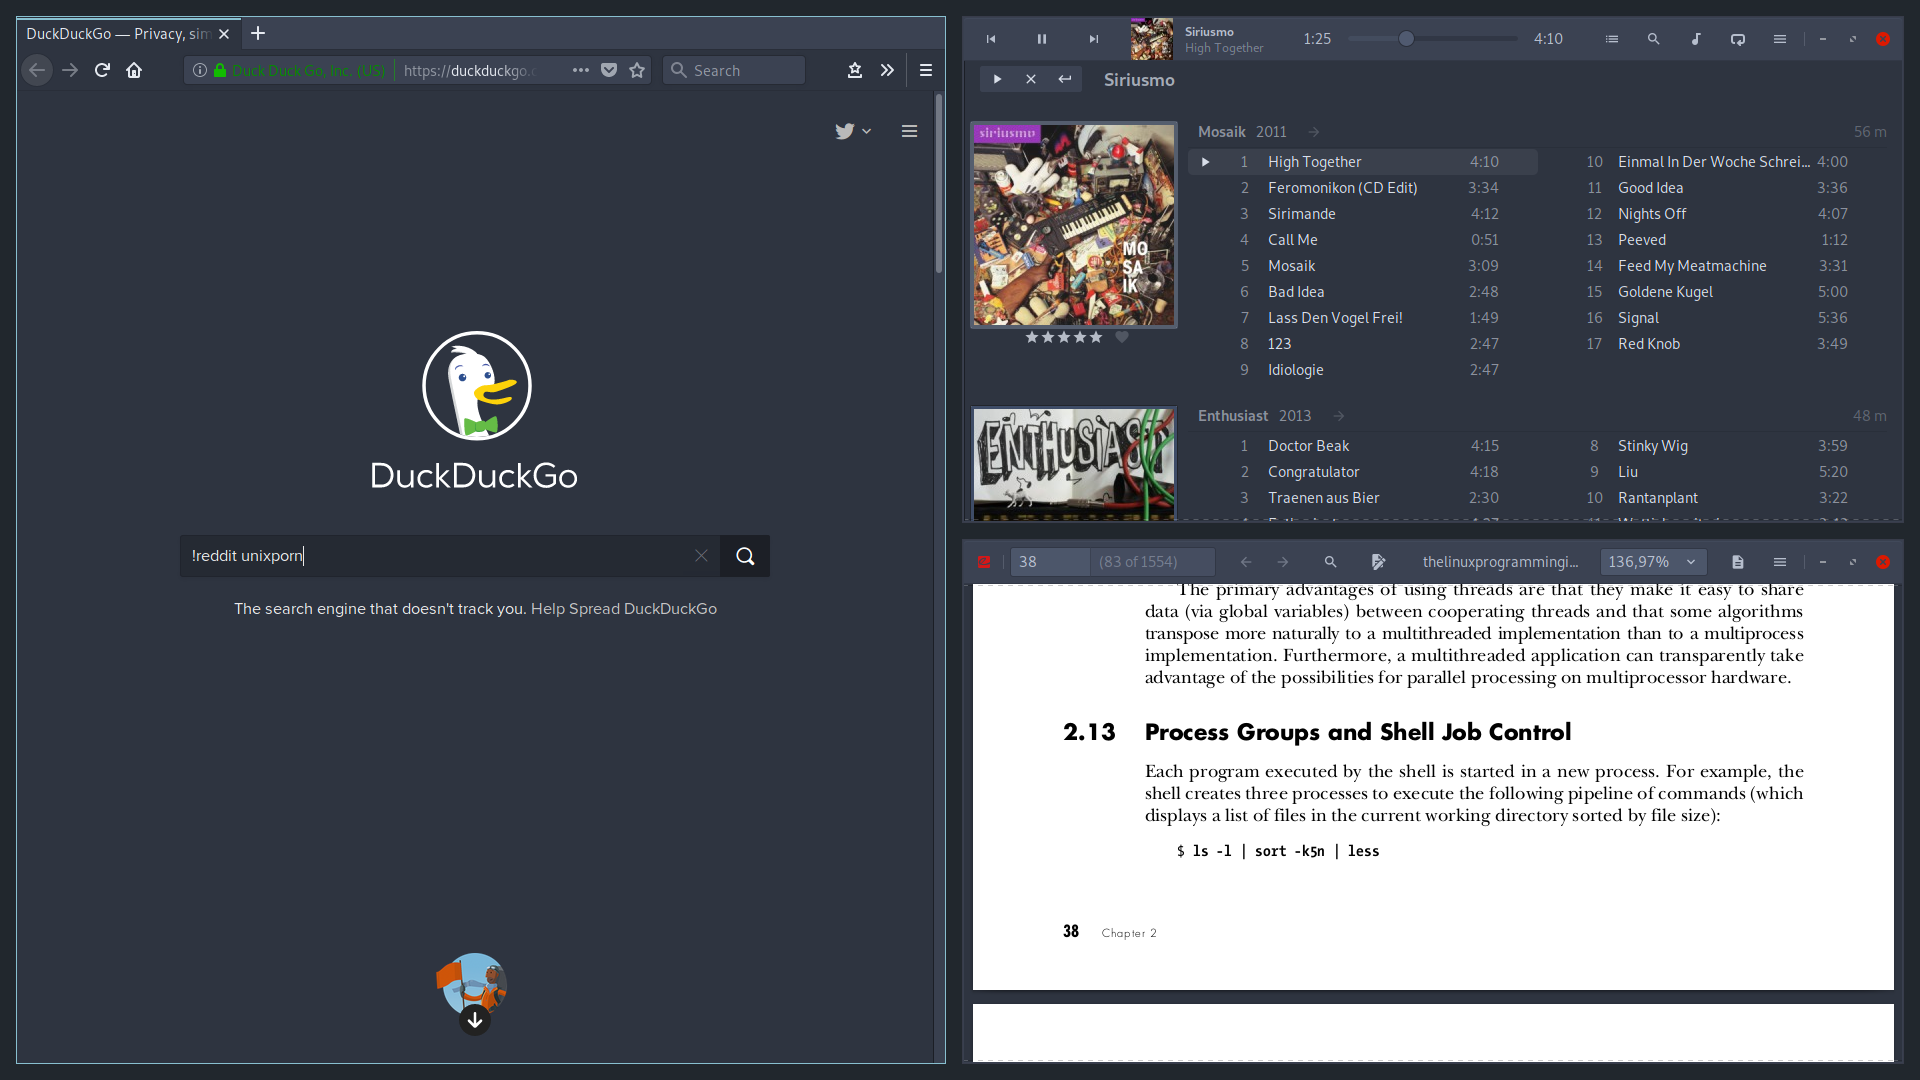 DuckDuckGo — Privacy, sim
Duck Duck Go, Inc. (US)
https://duckduckgo.c
Search
DuckDuckGo
!reddit unixporn
The search engine that doesn't track you. Help Spread DuckDuckGo
Siriusmo
High Together
1:25
4:10
Siriusmo
siriusmo
MO
SA
IK
Mosaik 2011
56 m
1 High Together 4:10
2 Feromonikon (CD Edit) 3:34
3 Sirimande 4:12
4 Call Me 0:51
5 Mosaik 3:09
6 Bad Idea 2:48
7 Lass Den Vogel Frei! 1:49
8 123 2:47
9 Idiologie 2:47
10 Einmal In Der Woche Schrei... 4:00
11 Good Idea 3:36
12 Nights Off 4:07
13 Peeved 1:12
14 Feed My Meatmachine 3:31
15 Goldene Kugel 5:00
16 Signal 5:36
17 Red Knob 3:49
ENTHUSIAST
Enthusiast 2013
48 m
1 Doctor Beak 4:15
2 Congratulator 4:18
3 Traenen aus Bier 2:30
8 Stinky Wig 3:59
9 Liu 5:20
10 Rantanplant 3:22
38
(83 of 1554)
thelinuxprogrammingi...
136,97%
The primary advantages of using threads are that they make it easy to share
data (via global variables) between cooperating threads and that some algorithms
transpose more naturally to a multithreaded implementation than to a multiprocess
implementation. Furthermore, a multithreaded application can transparently take
advantage of the possibilities for parallel processing on multiprocessor hardware.
2.13 Process Groups and Shell Job Control
Each program executed by the shell is started in a new process. For example, the
shell creates three processes to execute the following pipeline of commands (which
displays a list of files in the current working directory sorted by file size):
$ ls -l | sort -k5n | less
38 Chapter 2